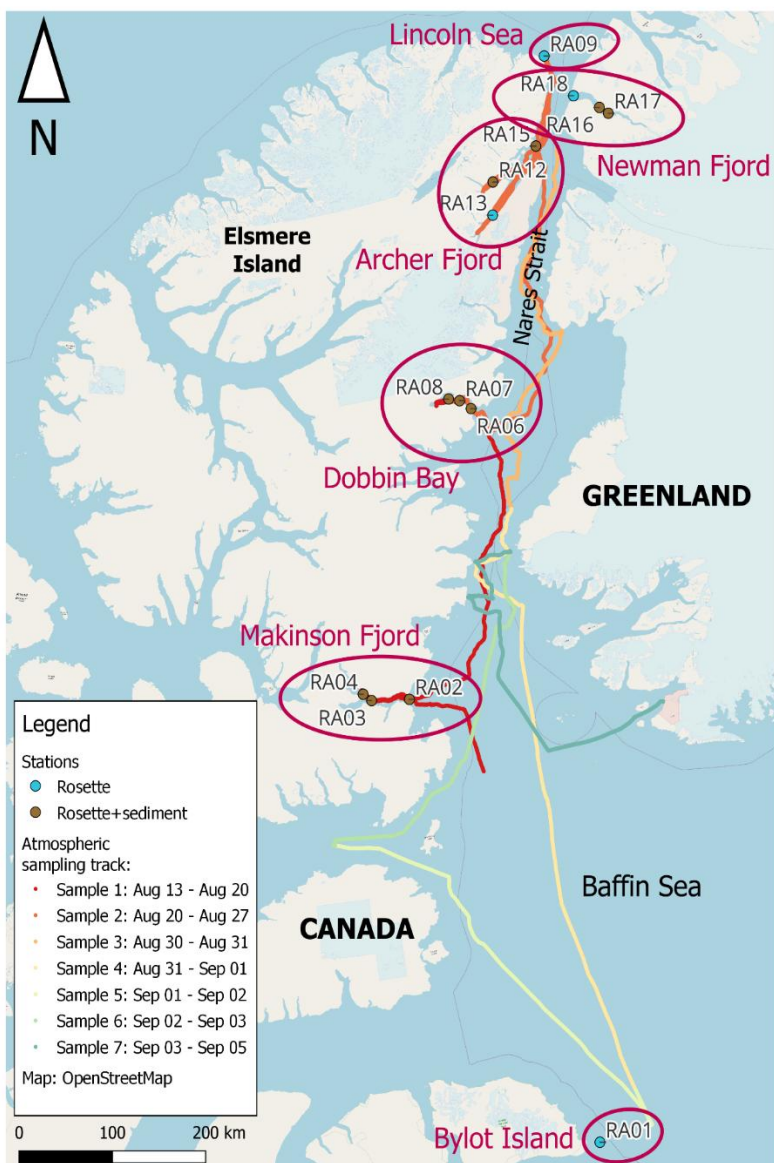 Lincoln Sea
RA09
N
RA18
RA17
RA16
RA15
Newman Fjord
RA12
RA13
Archer Fjord
Elsmere
Island
Nares Strait
RA08
RA07
RA06
Dobbin Bay
GREENLAND
Makinson Fjord
RA04
RA02
RA03
Legend
Stations
Rosette
Rosette+sediment
Atmospheric
sampling track:
Sample 1: Aug 13 - Aug 20
Sample 2: Aug 20 - Aug 27
Sample 3: Aug 30 - Aug 31
Sample 4: Aug 31 - Sep 01
Sample 5: Sep 01 - Sep 02
Sample 6: Sep 02 - Sep 03
Sample 7: Sep 03 - Sep 05
Map: OpenStreetMap
0 100 200 km
Baffin Sea
CANADA
Bylot Island
RA01